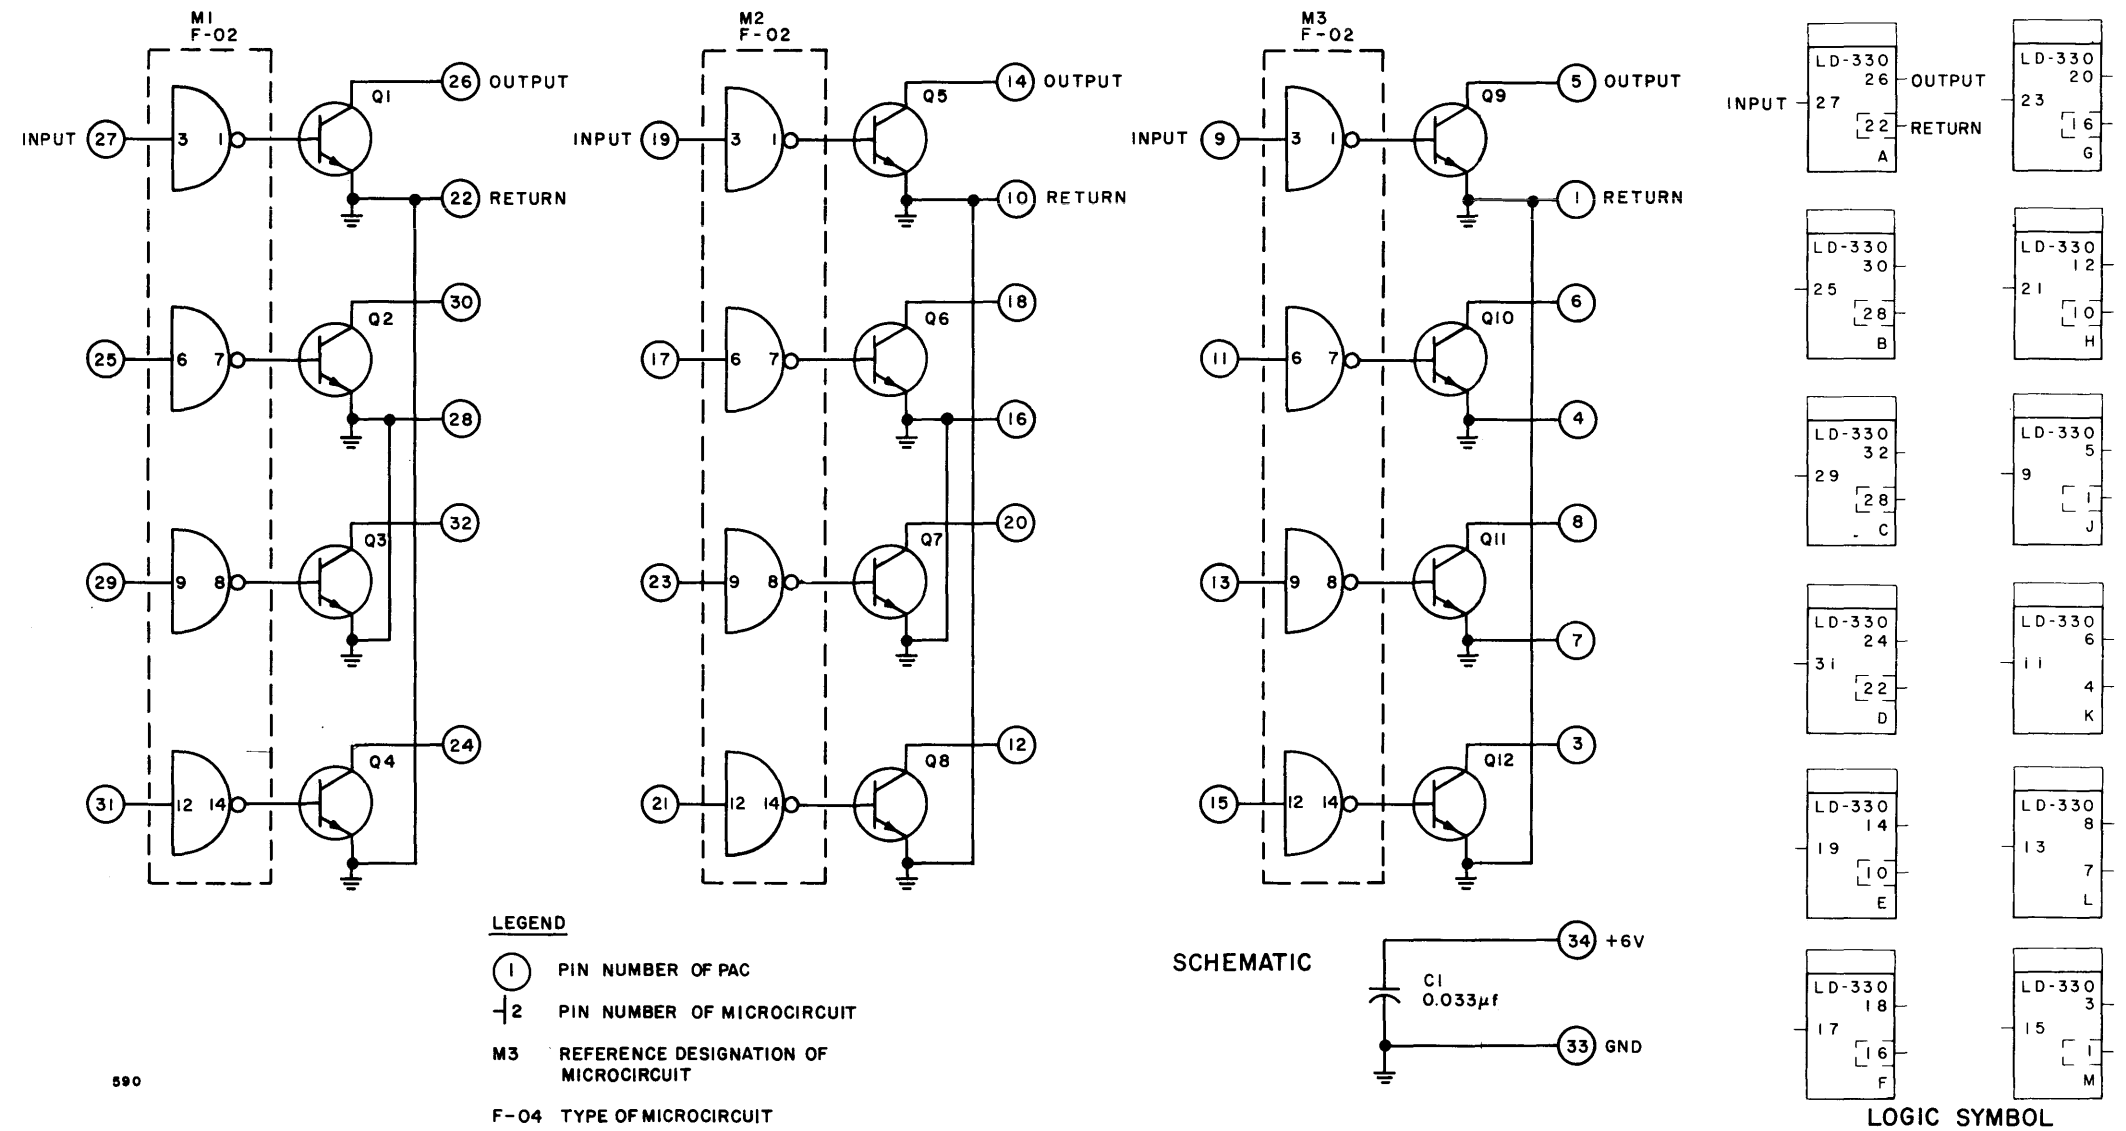 M1
F-02
Q1
26 OUTPUT
INPUT 27
3 1
22 RETURN
30
Q2
25
6 7
28
32
Q3
29
9 8
24
Q4
31
12 14
M2
F-02
Q5
14 OUTPUT
INPUT 19
3 1
10 RETURN
18
Q6
17
6 7
16
20
Q7
23
9 8
12
Q8
21
12 14
M3
F-02
Q9
5 OUTPUT
INPUT 9
3 1
1 RETURN
6
Q10
11
6 7
4
8
Q11
13
9 8
7
3
Q12
15
12 14
LEGEND
1 PIN NUMBER OF PAC
2 PIN NUMBER OF MICROCIRCUIT
M3 REFERENCE DESIGNATION OF
MICROCIRCUIT
F-04 TYPE OF MICROCIRCUIT
590
SCHEMATIC
34 +6V
C1
0.033µf
33 GND
LD-330
26 OUTPUT
INPUT 27
22 RETURN
A
LD-330
30
25
28
B
LD-330
32
29
28
C
LD-330
24
31
22
D
LD-330
14
19
10
E
LD-330
18
17
16
F
LD-330
20
23
16
G
LD-330
12
21
10
H
LD-330
5
9
1
J
LD-330
6
11
4
K
LD-330
8
13
7
L
LD-330
3
15
1
M
LOGIC SYMBOL